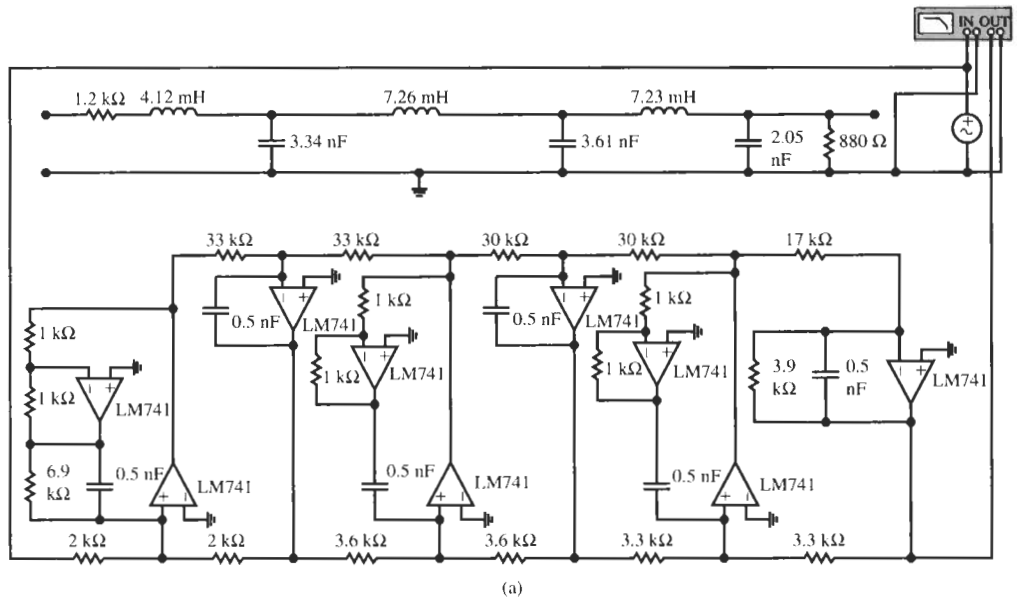 IN OUT
1.2 kΩ 4.12 mH 7.26 mH 7.23 mH
3.34 nF 3.61 nF 2.05 nF 880 Ω
33 kΩ 33 kΩ 30 kΩ 30 kΩ 17 kΩ
0.5 nF
LM741
1 kΩ
1 kΩ
LM741
0.5 nF
LM741
1 kΩ
1 kΩ
LM741
1 kΩ
1 kΩ
LM741
3.9 kΩ
0.5 nF
LM741
6.9 kΩ
0.5 nF
LM741
0.5 nF
LM741
0.5 nF
LM741
2 kΩ 2 kΩ 3.6 kΩ 3.6 kΩ 3.3 kΩ 3.3 kΩ
(a)